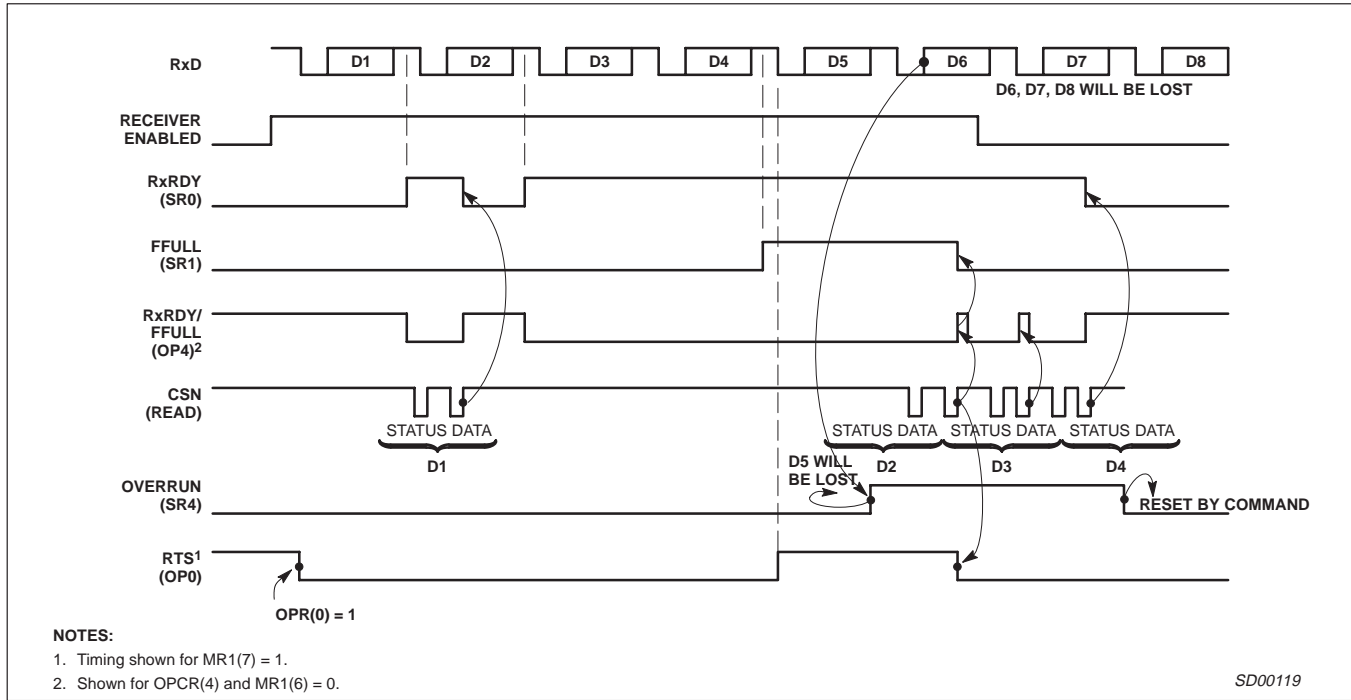 RxD
D1 D2 D3 D4 D5 D6 D7 D8
D6, D7, D8 WILL BE LOST
RECEIVER
ENABLED
RxRDY
(SR0)
FFULL
(SR1)
RxRDY/
FFULL
(OP4)2
CSN
(READ)
STATUS DATA STATUS DATA STATUS DATA STATUS DATA
D1 D2 D3 D4
D5 WILL
BE LOST
OVERRUN
(SR4)
RESET BY COMMAND
RTS1
(OP0)
OPR(0) = 1
NOTES:
1. Timing shown for MR1(7) = 1.
2. Shown for OPCR(4) and MR1(6) = 0.
SD00119